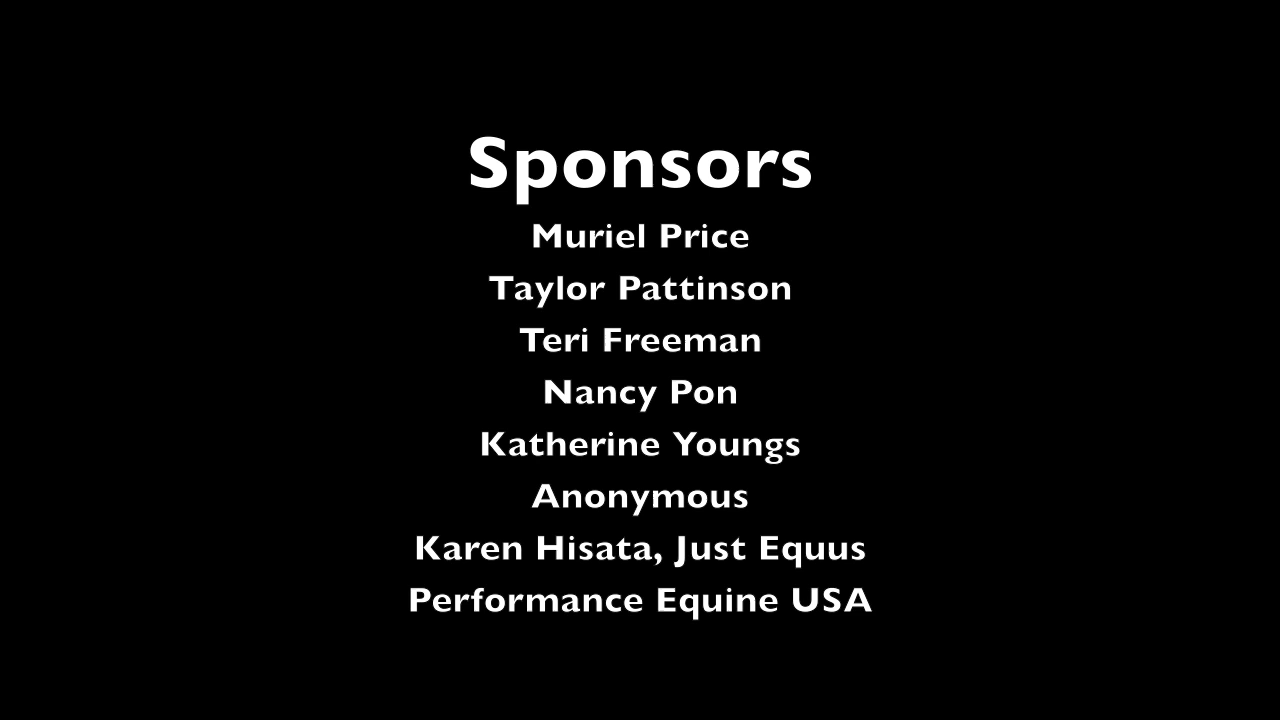 Sponsors
Muriel Price
Taylor Pattinson
Teri Freeman
Nancy Pon
Katherine Youngs
Anonymous
Karen Hisata, Just Equus
Performance Equine USA